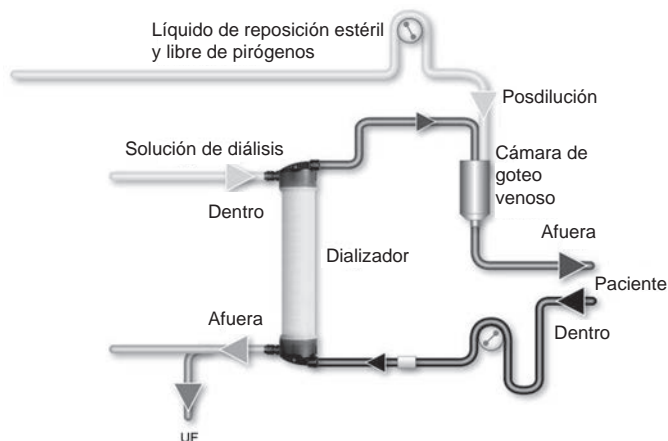 Líquido de reposición estéril
y libre de pirógenos
Posdilución
Solución de diálisis
Cámara de
goteo
venoso
Dentro
Afuera
Dializador
Paciente
Afuera
Dentro
UF